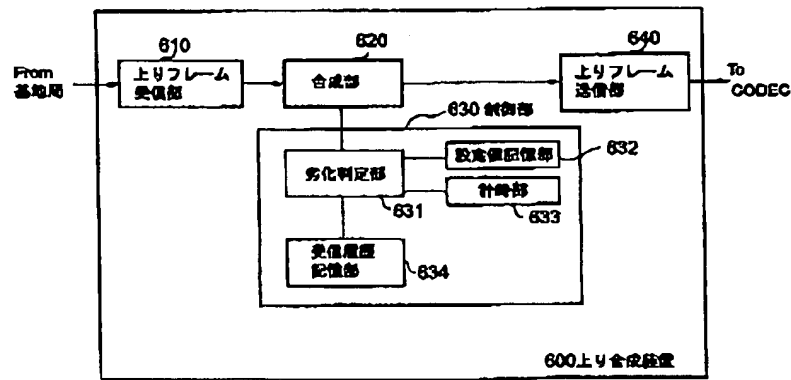 From
基地局
610
上りフレーム
受信部
620
合成部
640
上りフレーム
送信部
To
CODEC
630 制御部
劣化判定部
631
設定値記憶部
632
計時部
633
受信履歴
記憶部
634
600上り合成装置